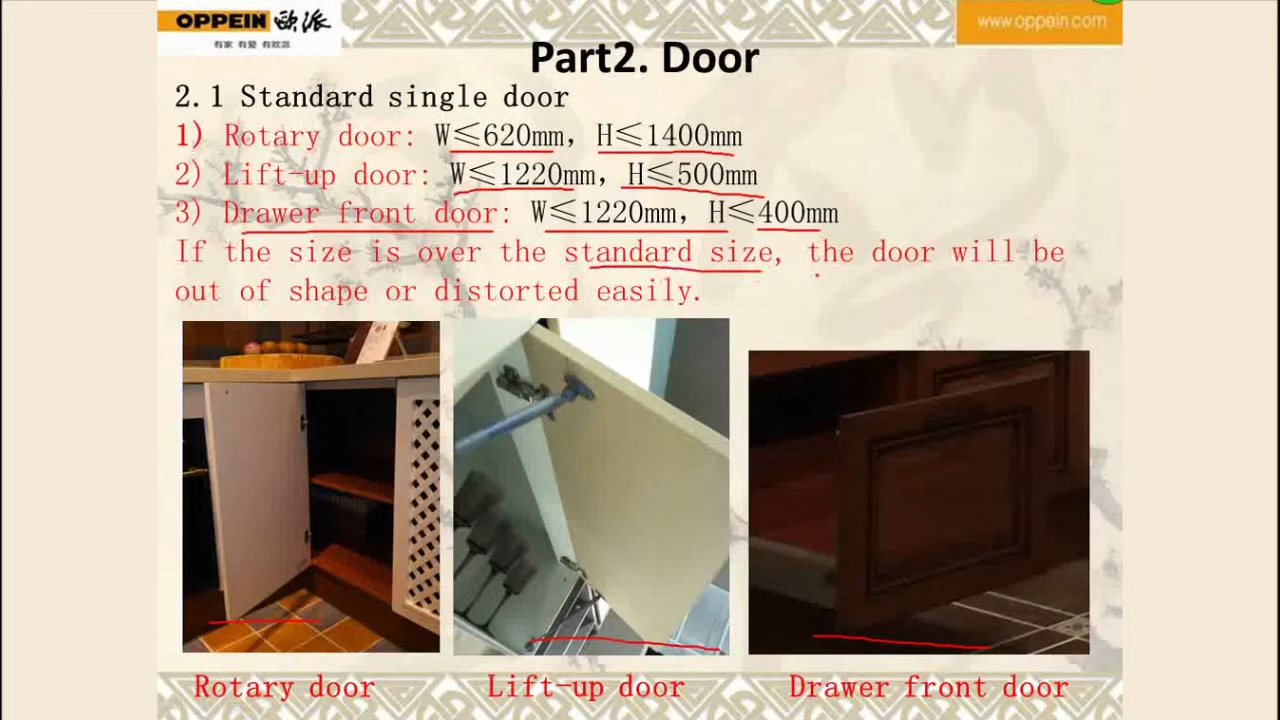 OPPEIN 欧派
有家 有爱 有欧派
www.oppein.com
Part2. Door
2.1 Standard single door
1) Rotary door: W≤620mm, H≤1400mm
2) Lift-up door: W≤1220mm, H≤500mm
3) Drawer front door: W≤1220mm, H≤400mm
If the size is over the standard size, the door will be
out of shape or distorted easily.
Rotary door
Lift-up door
Drawer front door